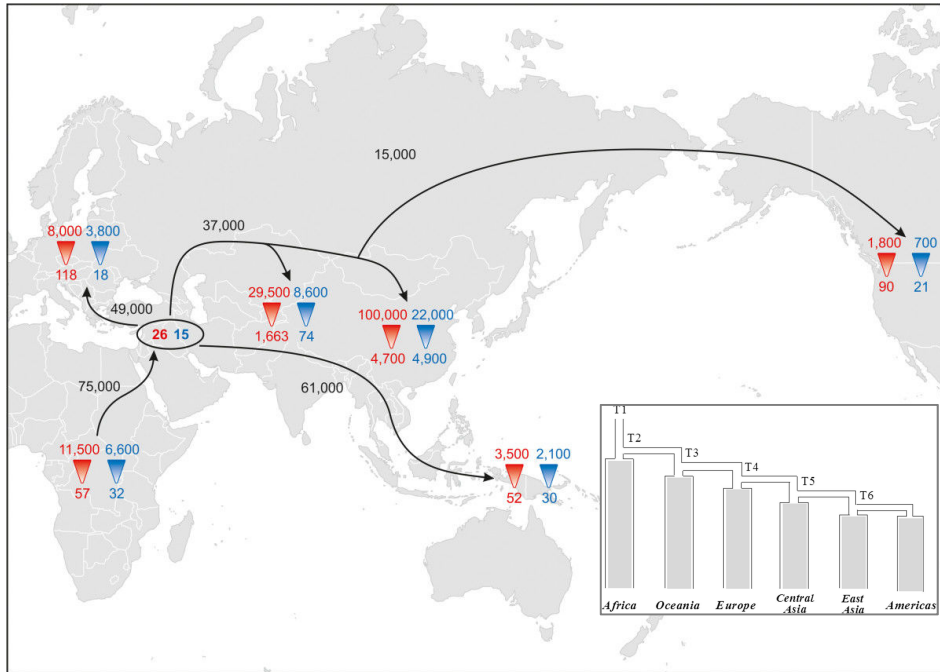 15,000
37,000
8,000 3,800
118 18
1,800 700
90 21
29,500 8,600
1,663 74
100,000 22,000
4,700 4,900
49,000
26 15
75,000
61,000
11,500 6,600
57 32
3,500 2,100
52 30
T1
T2
T3
T4
T5
T6
Africa Oceania Europe Central Asia East Asia Americas